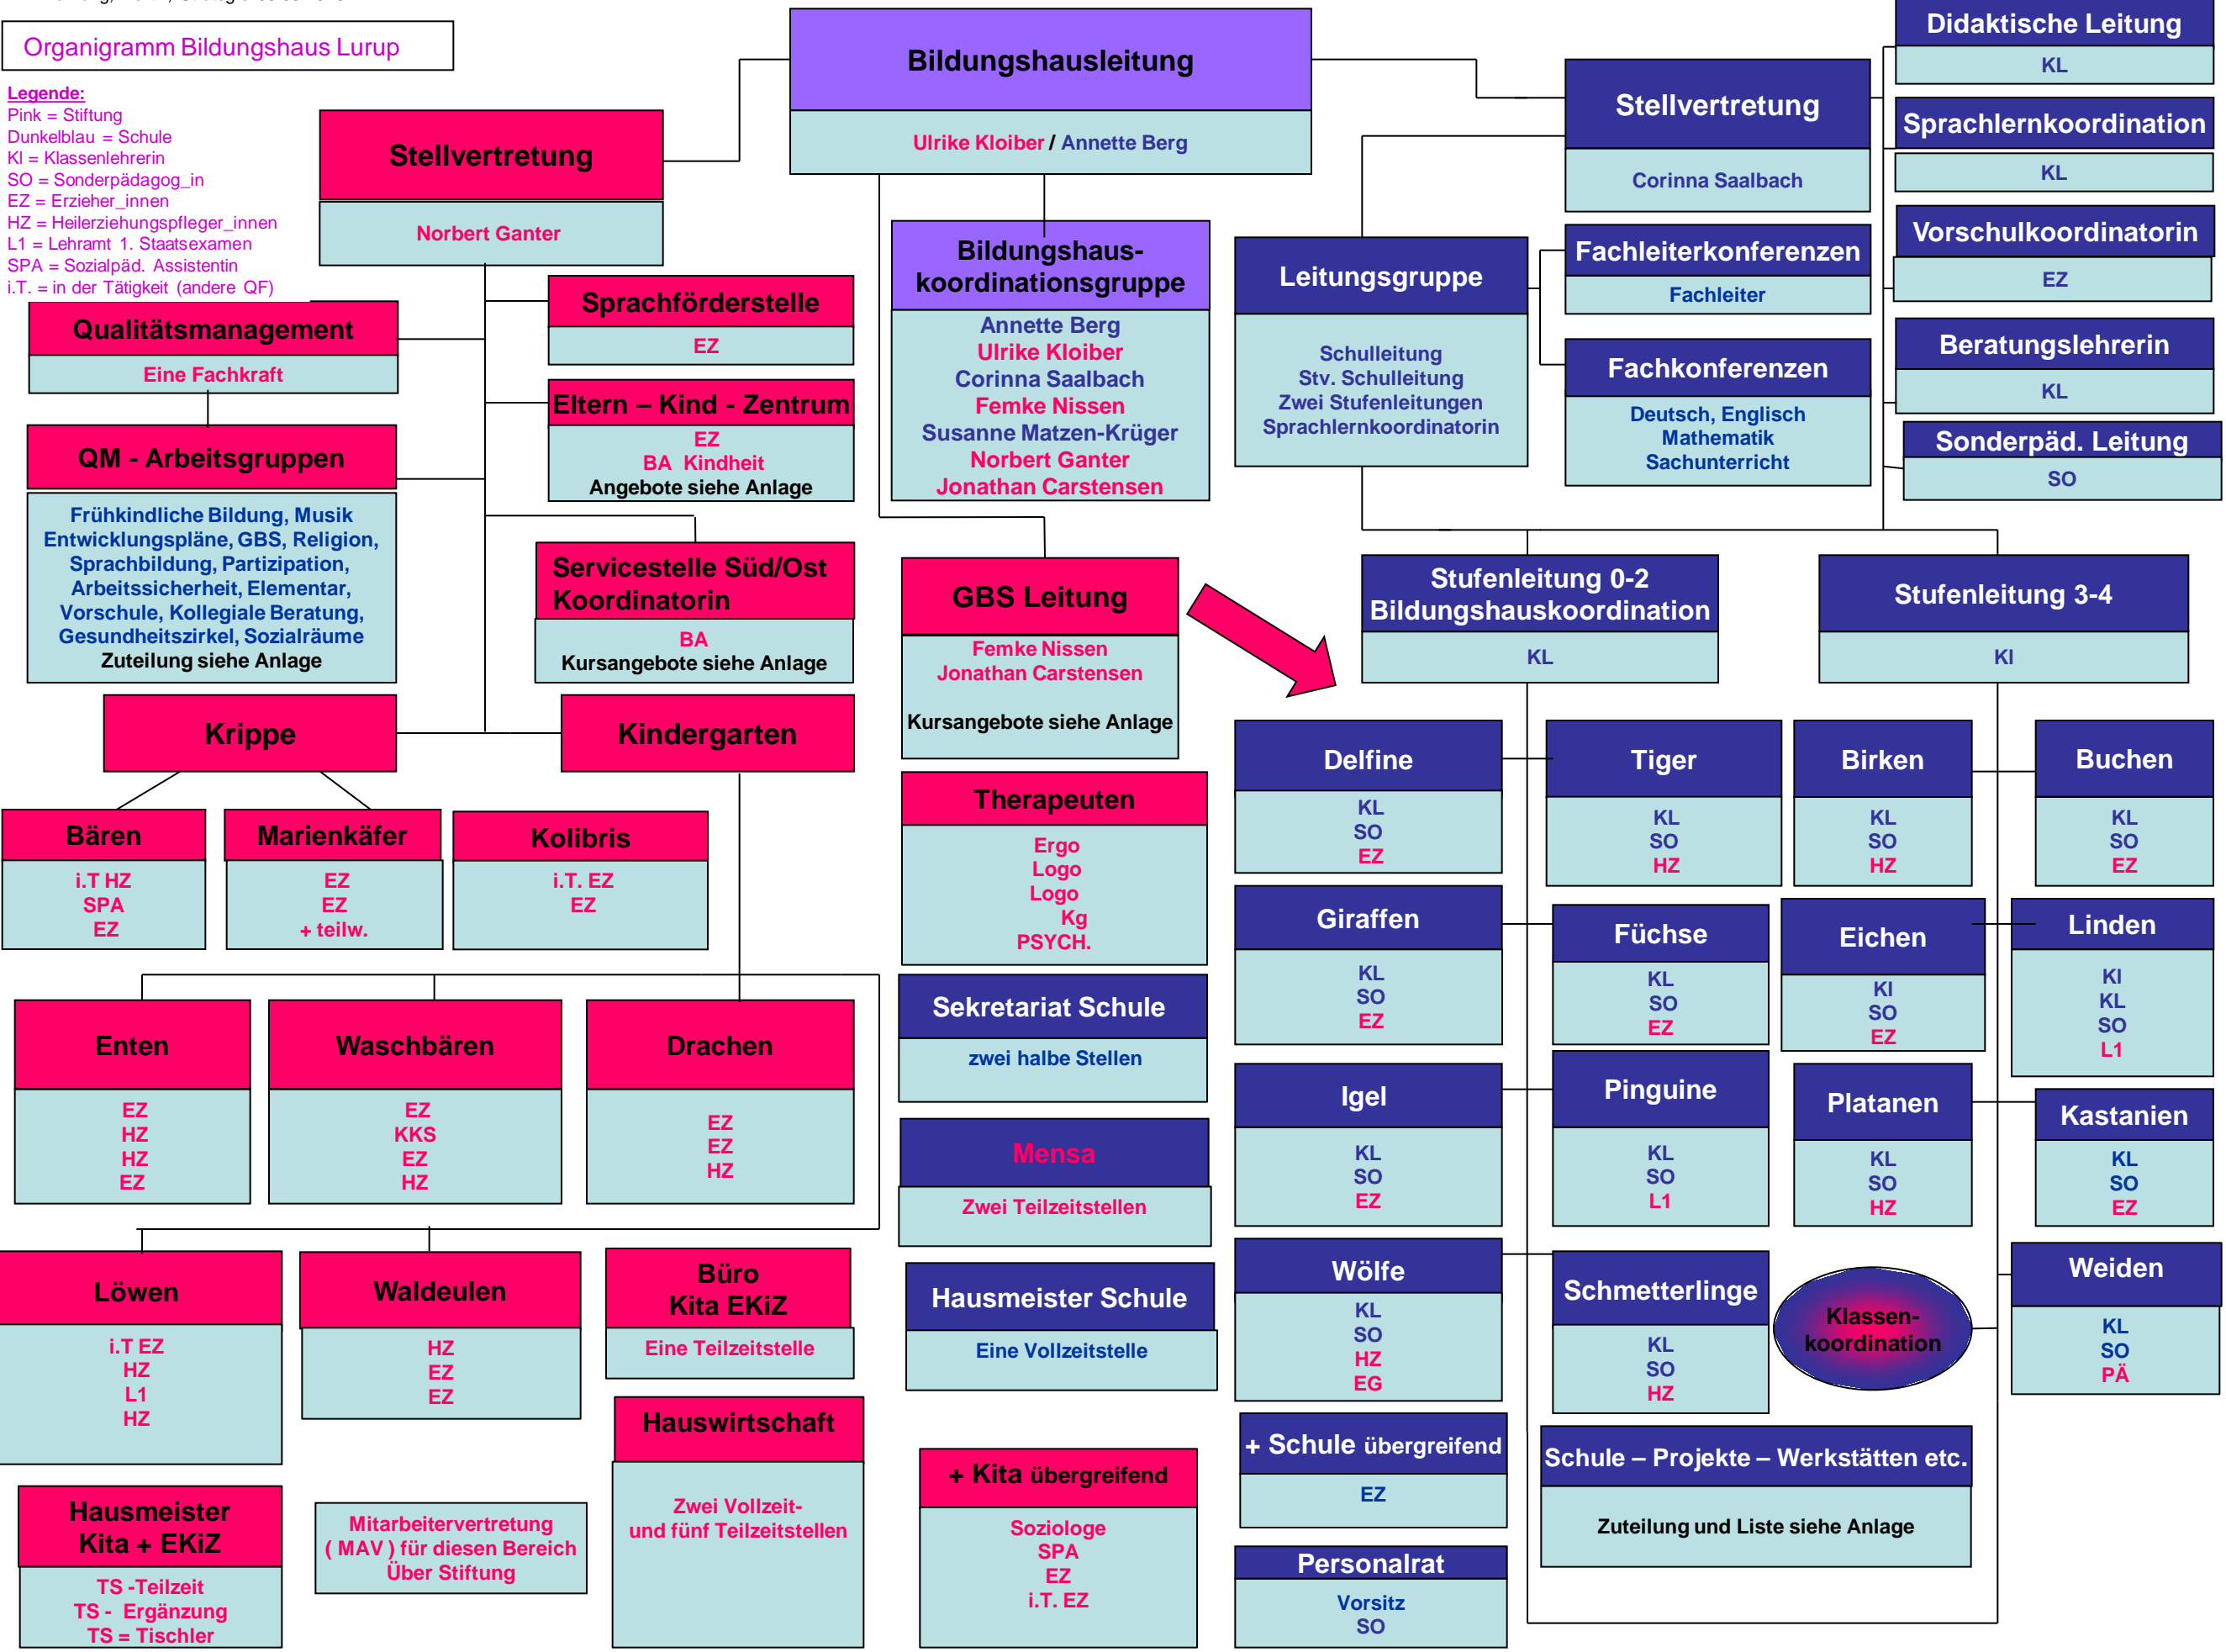 Organigramm Bildungshaus Lurup
Legende:
Pink = Stiftung
Dunkelblau = Schule
Kl = Klassenlehrerin
SO = Sonderpädagog_in
EZ = Erzieher_innen
HZ = Heilerziehungspfleger_innen
L1 = Lehramt 1. Staatsexamen
SPA = Sozialpäd. Assistentin
i.T. = in der Tätigkeit (andere QF)
Bildungshausleitung
Ulrike Kloiber / Annette Berg
Stellvertretung
Norbert Ganter
Stellvertretung
Corinna Saalbach
Didaktische Leitung
KL
Sprachlernkoordination
KL
Vorschulkoordinatorin
EZ
Beratungslehrerin
KL
Sonderpäd. Leitung
SO
Bildungshaus-
koordinationsgruppe
Annette Berg
Ulrike Kloiber
Corinna Saalbach
Femke Nissen
Susanne Matzen-Krüger
Norbert Ganter
Jonathan Carstensen
Leitungsgruppe
Schulleitung
Stv. Schulleitung
Zwei Stufenleitungen
Sprachlernkoordinatorin
Fachleiterkonferenzen
Fachleiter
Fachkonferenzen
Deutsch, Englisch
Mathematik
Sachunterricht
Qualitätsmanagement
Eine Fachkraft
Sprachförderstelle
EZ
Eltern – Kind - Zentrum
EZ
BA Kindheit
Angebote siehe Anlage
QM - Arbeitsgruppen
Frühkindliche Bildung, Musik
Entwicklungspläne, GBS, Religion,
Sprachbildung, Partizipation,
Arbeitssicherheit, Elementar,
Vorschule, Kollegiale Beratung,
Gesundheitszirkel, Sozialräume
Zuteilung siehe Anlage
Servicestelle Süd/Ost
Koordinatorin
BA
Kursangebote siehe Anlage
GBS Leitung
Femke Nissen
Jonathan Carstensen
Kursangebote siehe Anlage
Stufenleitung 0-2
Bildungshauskoordination
KL
Stufenleitung 3-4
Kl
Krippe
Kindergarten
Bären
i.T HZ
SPA
EZ
Marienkäfer
EZ
EZ
+ teilw.
Kolibris
i.T. EZ
EZ
Therapeuten
Ergo
Logo
Logo
Kg
PSYCH.
Delfine
KL
SO
EZ
Tiger
KL
SO
HZ
Birken
KL
SO
HZ
Buchen
KL
SO
EZ
Giraffen
KL
SO
EZ
Füchse
KL
SO
EZ
Eichen
Kl
SO
EZ
Linden
Kl
KL
SO
L1
Enten
EZ
HZ
HZ
EZ
Waschbären
EZ
KKS
EZ
HZ
Drachen
EZ
EZ
HZ
Sekretariat Schule
zwei halbe Stellen
Mensa
Zwei Teilzeitstellen
Igel
KL
SO
EZ
Pinguine
KL
SO
L1
Platanen
KL
SO
HZ
Kastanien
KL
SO
EZ
Löwen
i.T EZ
HZ
L1
HZ
Waldeulen
HZ
EZ
EZ
Büro
Kita EKiZ
Eine Teilzeitstelle
Hausmeister Schule
Eine Vollzeitstelle
Wölfe
KL
SO
HZ
EG
Schmetterlinge
KL
SO
HZ
Klassen-
koordination
Weiden
KL
SO
PÄ
Hauswirtschaft
Zwei Vollzeit-
und fünf Teilzeitstellen
Hausmeister
Kita + EKiZ
TS -Teilzeit
TS - Ergänzung
TS = Tischler
Mitarbeitervertretung
( MAV ) für diesen Bereich
Über Stiftung
+ Kita übergreifend
Soziologe
SPA
EZ
i.T. EZ
+ Schule übergreifend
EZ
Schule – Projekte – Werkstätten etc.
Zuteilung und Liste siehe Anlage
Personalrat
Vorsitz
SO